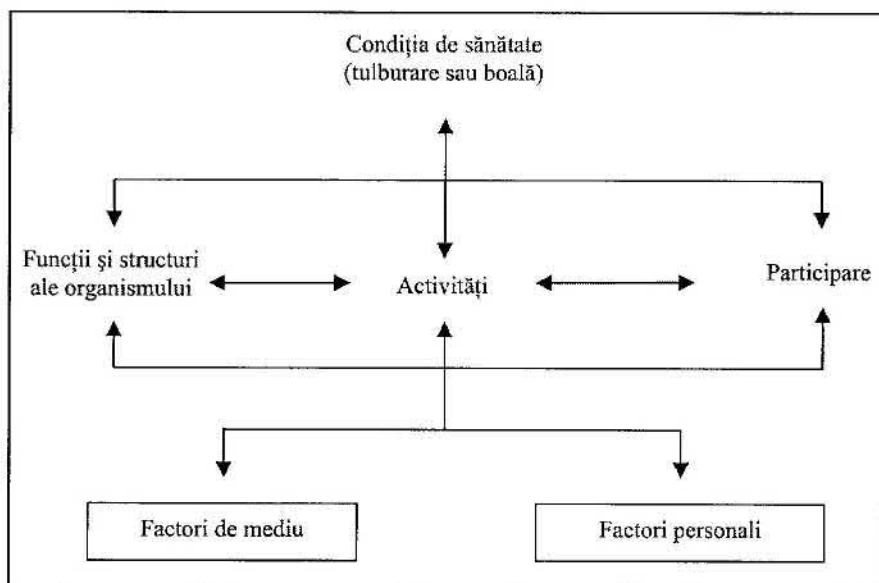 Condiția de sănătate
(tulburare sau boală)
Funcții și structuri
ale organismului
Activități
Participare
Factori de mediu
Factori personali